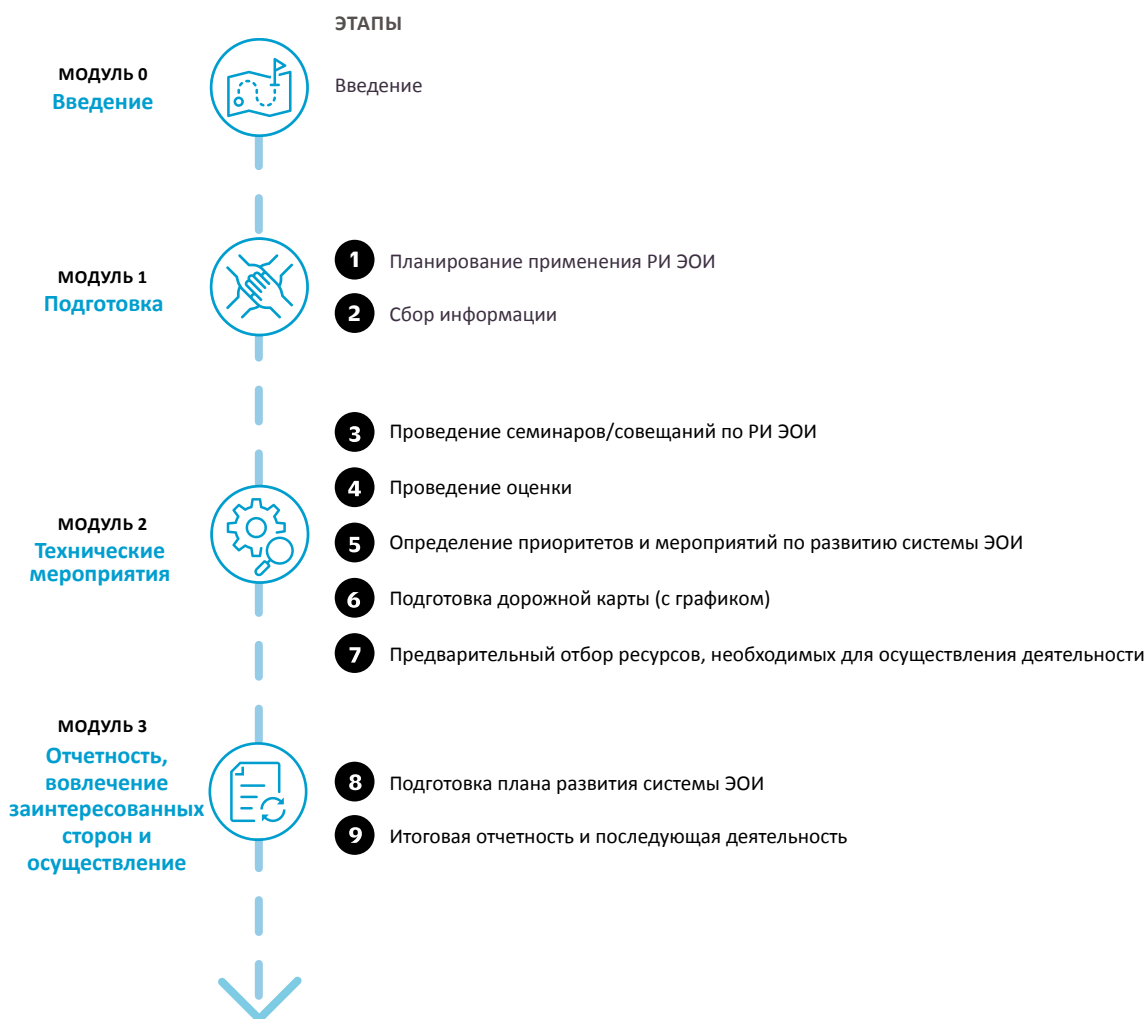 ЭТАПЫ
МОДУЛЬ 0
Введение
Введение
МОДУЛЬ 1
Подготовка
1 Планирование применения РИ ЭОИ
2 Сбор информации
МОДУЛЬ 2
Технические
мероприятия
3 Проведение семинаров/совещаний по РИ ЭОИ
4 Проведение оценки
5 Определение приоритетов и мероприятий по развитию системы ЭОИ
6 Подготовка дорожной карты (с графиком)
7 Предварительный отбор ресурсов, необходимых для осуществления деятельности
МОДУЛЬ 3
Отчетность,
вовлечение
заинтересованных
сторон и
осуществление
8 Подготовка плана развития системы ЭОИ
9 Итоговая отчетность и последующая деятельность